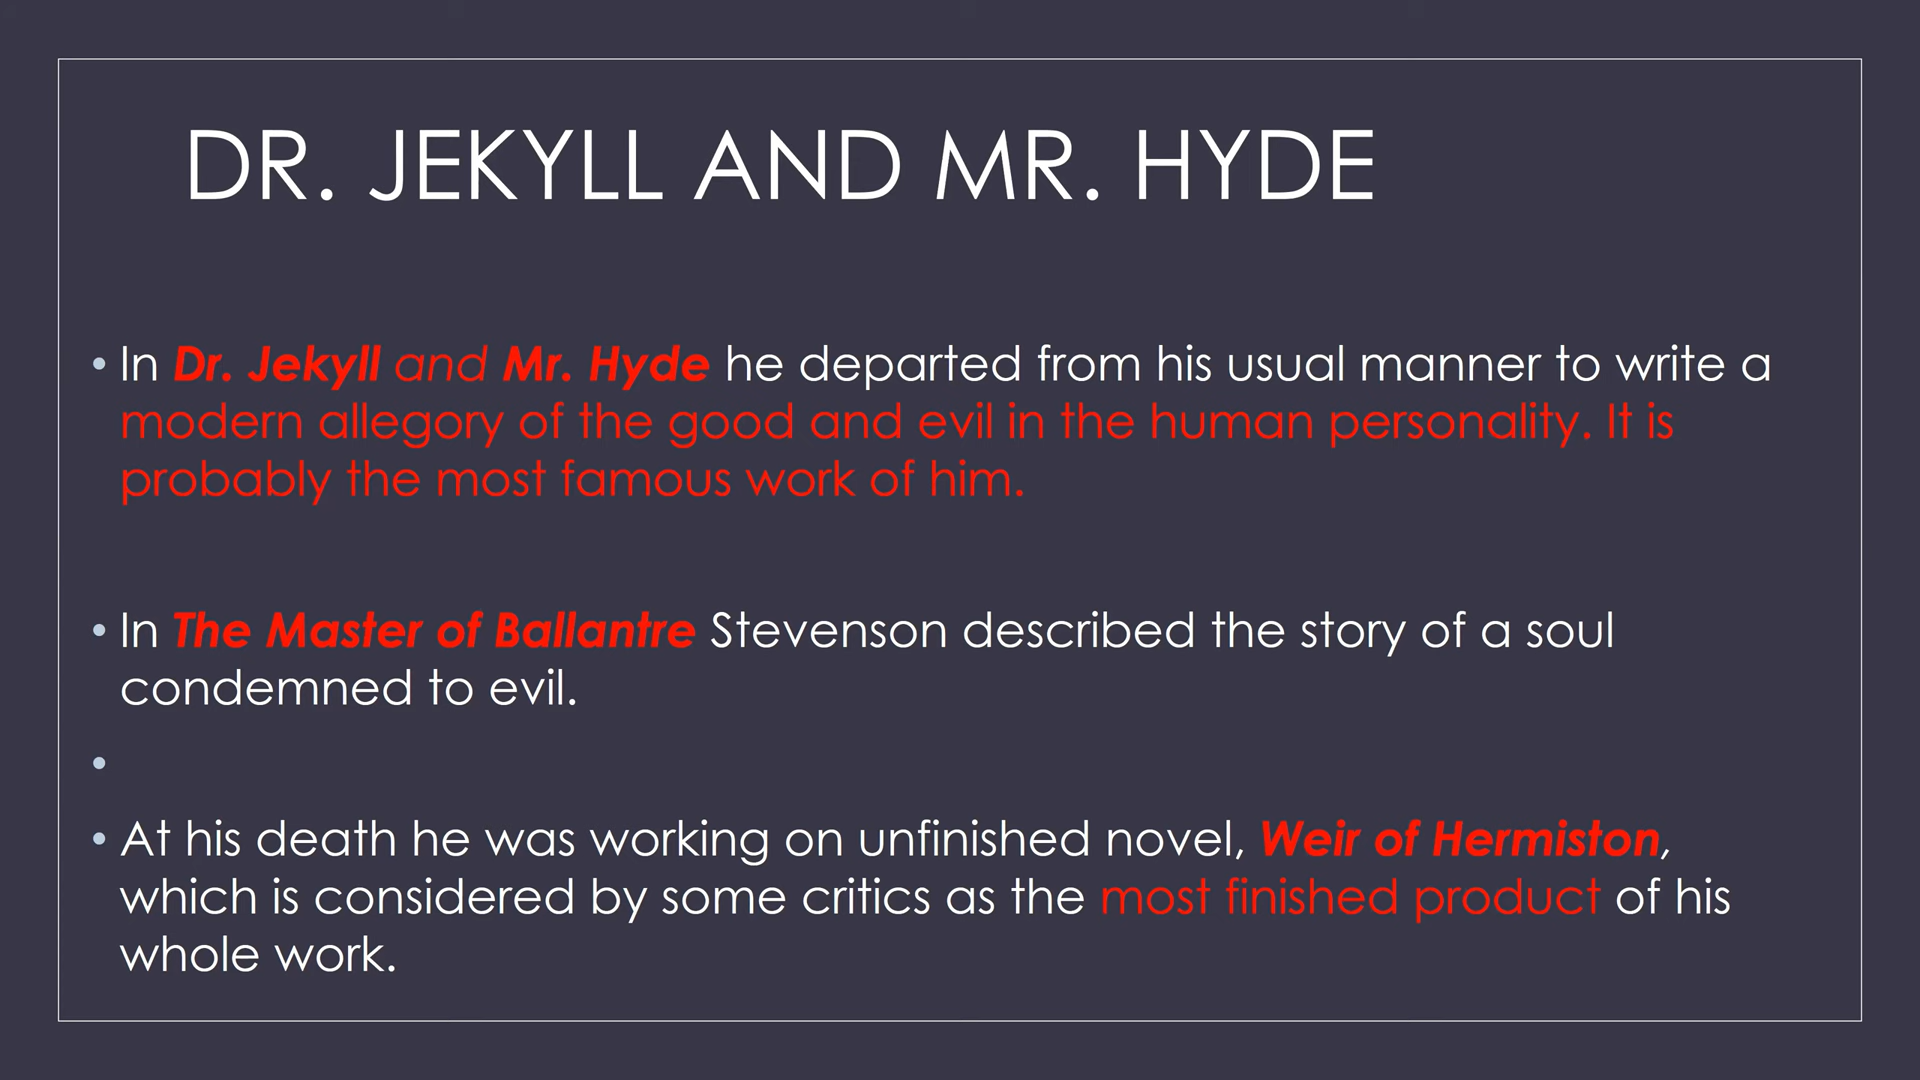 DR. JEKYLL AND MR. HYDE
• In Dr. Jekyll and Mr. Hyde he departed from his usual manner to write a
modern allegory of the good and evil in the human personality. It is
probably the most famous work of him.
• In The Master of Ballantre Stevenson described the story of a soul
condemned to evil.
•
• At his death he was working on unfinished novel, Weir of Hermiston,
which is considered by some critics as the most finished product of his
whole work.